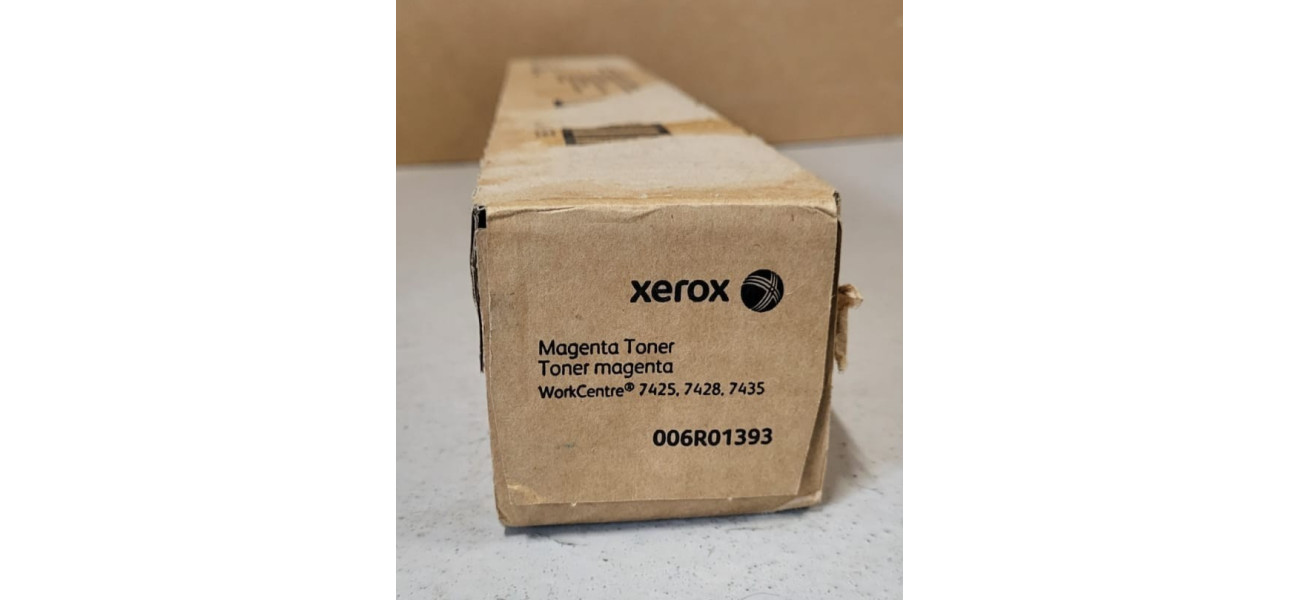 xerox
Magenta Toner
Toner magenta
WorkCentre® 7425, 7428, 7435
006R01393